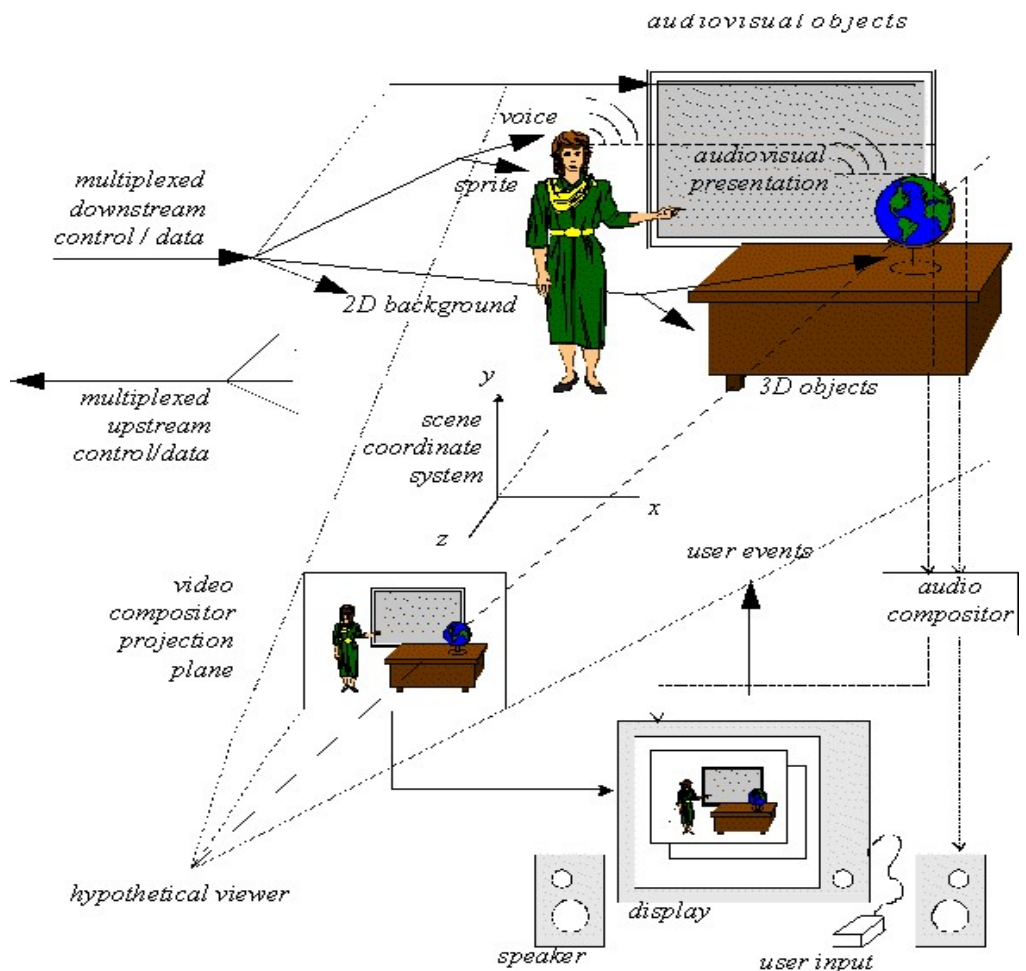 audiovisual objects
voice
sprite
audiovisual
presentation
multiplexed
downstream
control / data
2D background
3D objects
multiplexed
upstream
control/data
y
scene
coordinate
system
x
z
user events
video
compositor
projection
plane
audio
compositor
hypothetical viewer
display
speaker
user input